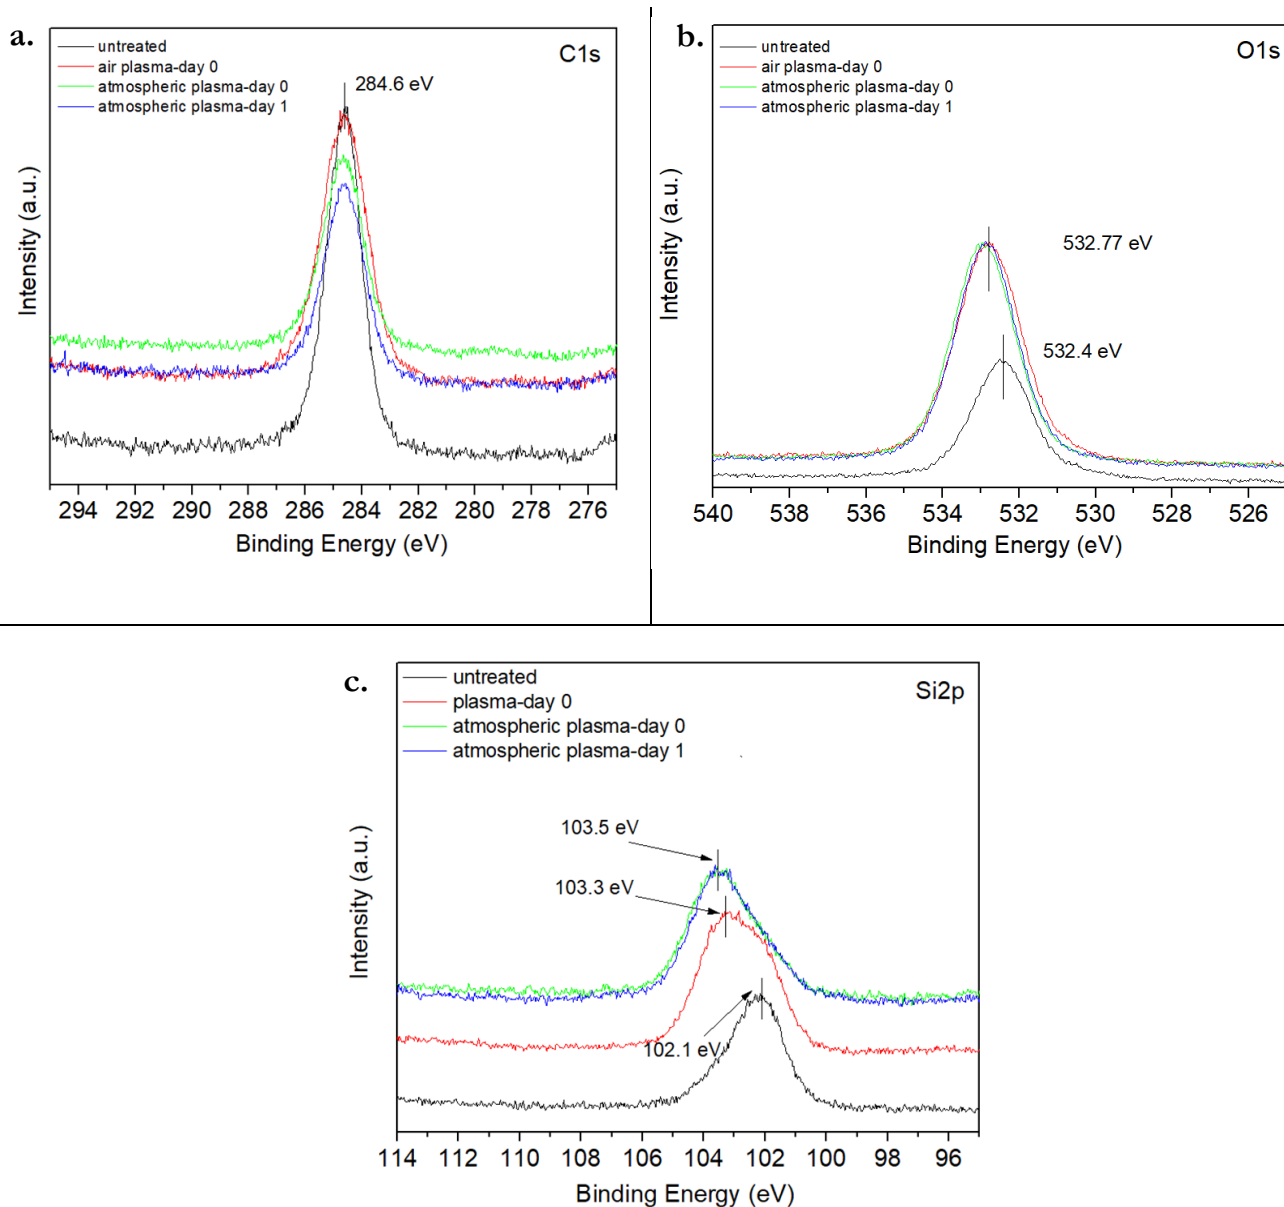 a.
untreated
air plasma-day 0
atmospheric plasma-day 0
atmospheric plasma-day 1
C1s
284.6 eV
Intensity (a.u.)
294 292 290 288 286 284 282 280 278 276
Binding Energy (eV)
b.
untreated
air plasma-day 0
atmospheric plasma-day 0
atmospheric plasma-day 1
O1s
532.77 eV
532.4 eV
Intensity (a.u.)
540 538 536 534 532 530 528 526
Binding Energy (eV)
c.
untreated
plasma-day 0
atmospheric plasma-day 0
atmospheric plasma-day 1
Si2p
103.5 eV
103.3 eV
102.1 eV
Intensity (a.u.)
114 112 110 108 106 104 102 100 98 96
Binding Energy (eV)